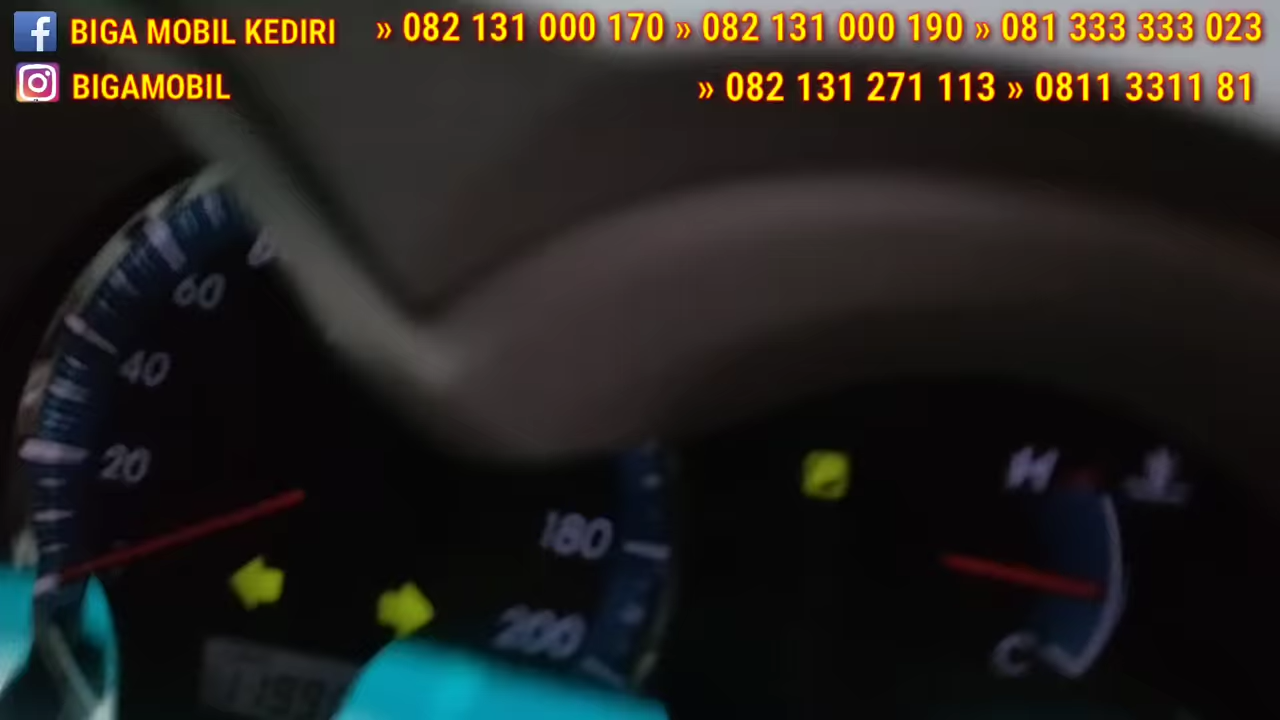 BIGA MOBIL KEDIRI » 082 131 000 170 » 082 131 000 190 » 081 333 333 023
BIGAMOBIL » 082 131 271 113 » 0811 3311 81
60
40
20
180
200
H
C